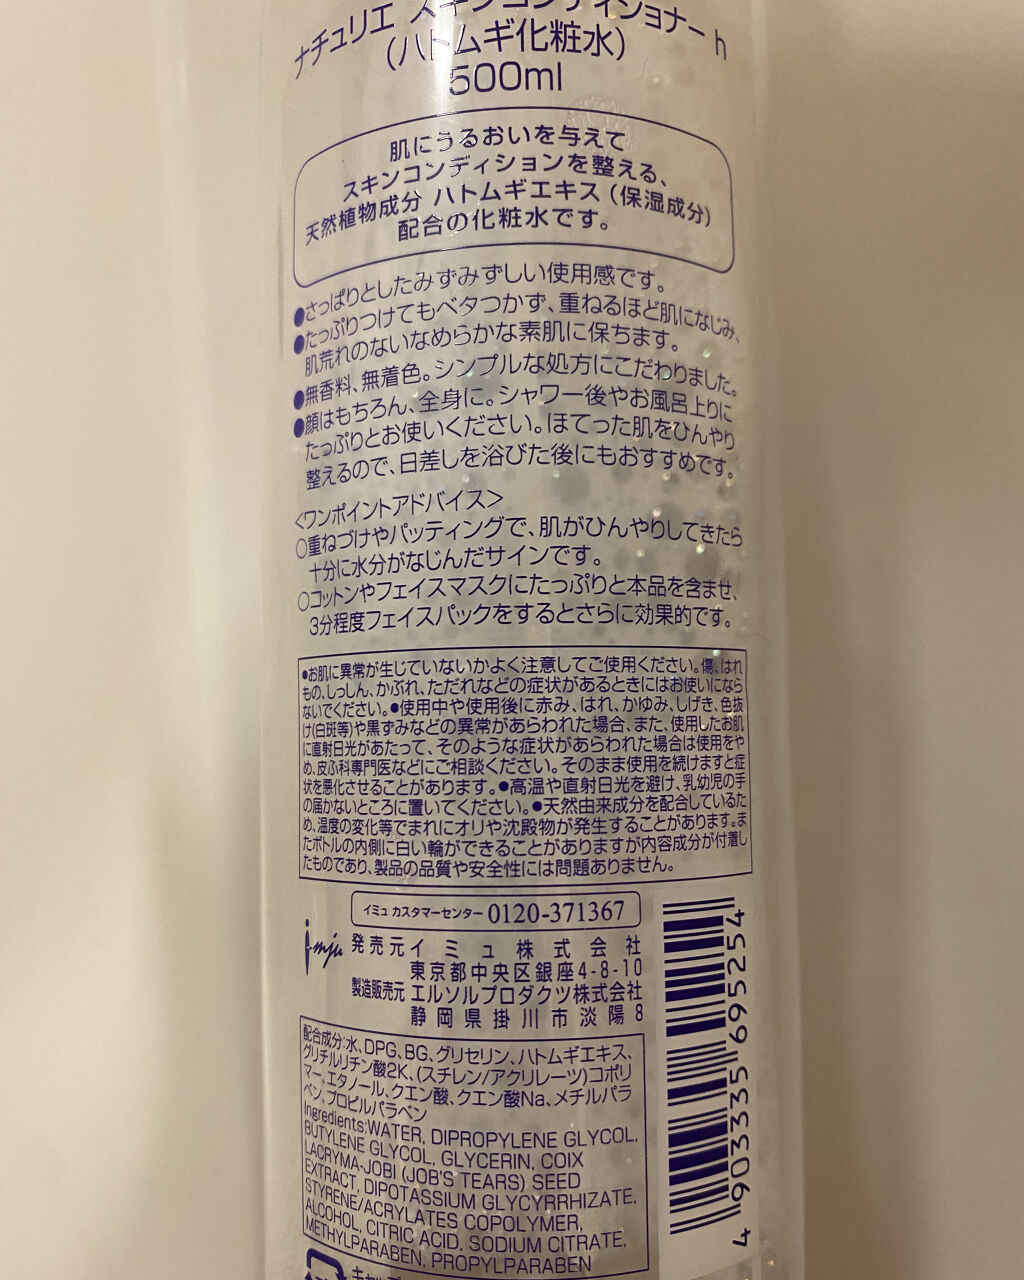 ナチュリエ スキンコンディショナー h
(ハトムギ化粧水)
500ml
肌にうるおいを与えて
スキンコンディションを整える、
天然植物成分 ハトムギエキス(保湿成分)
配合の化粧水です。
●さっぱりとしたみずみずしい使用感です。
●たっぷりつけてもベタつかず、重ねるほど肌になじみ、
肌荒れのないなめらかな素肌に保ちます。
●無香料、無着色。シンプルな処方にこだわりました。
●顔はもちろん、全身に。シャワー後やお風呂上りに
たっぷりとお使いください。ほてった肌をひんやり
整えるので、日差しを浴びた後にもおすすめです。
<ワンポイントアドバイス>
○重ねづけやパッティングで、肌がひんやりしてきたら
十分に水分がなじんだサインです。
○コットンやフェイスマスクにたっぷりと本品を含ませ、
3分程度フェイスパックをするとさらに効果的です。
●お肌に異常が生じていないかよく注意してご使用ください。傷、はれ
もの、しっしん、かぶれ、ただれなどの症状があるときにはお使いになら
ないでください。●使用中や使用後に赤み、はれ、かゆみ、しげき、色抜
け(白斑等)や黒ずみなどの異常があらわれた場合、また、使用したお肌
に直射日光があたって、そのような症状があらわれた場合は使用をや
め、皮ふ科専門医などにご相談ください。そのまま使用を続けますと症
状を悪化させることがあります。●高温や直射日光を避け、乳幼児の手
の届かないところに置いてください。●天然由来成分を配合しているた
め、温度の変化等でまれにオリや沈殿物が発生することがあります。ま
たボトルの内側に白い輪ができることがありますが内容成分が付着し
たものであり、製品の品質や安全性には問題ありません。
イミュ カスタマーセンター 0120-371367
i-mju 発売元 イミュ株式会社
東京都中央区銀座4-8-10
製造販売元 エルソルプロダクツ株式会社
静岡県掛川市淡陽8
配合成分:水、DPG、BG、グリセリン、ハトムギエキス、
グリチルリチン酸2K、(スチレン/アクリレーツ)コポリ
マー、エタノール、クエン酸、クエン酸Na、メチルパラ
ベン、プロピルパラベン
Ingredients:WATER, DIPROPYLENE GLYCOL,
BUTYLENE GLYCOL, GLYCERIN, COIX
LACRYMA-JOBI (JOB'S TEARS) SEED
EXTRACT, DIPOTASSIUM GLYCYRRHIZATE,
STYRENE/ACRYLATES COPOLYMER,
ALCOHOL, CITRIC ACID, SODIUM CITRATE,
METHYLPARABEN, PROPYLPARABEN
4 903335 695254
キャップ